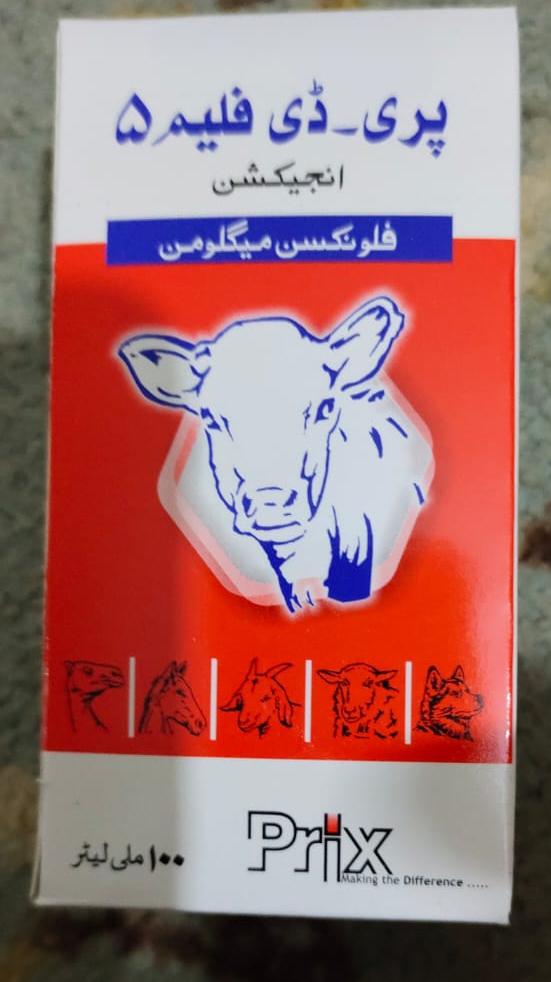 پری۔ڈی فلیم ۵
انجیکشن
فلونکسن میگلومن
۱۰۰ ملی لیٹر
Prix
Making the Difference .....